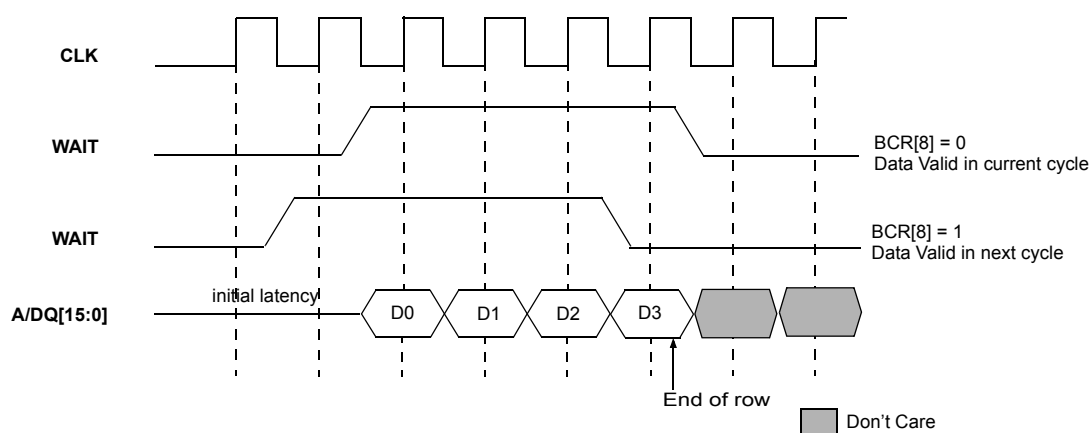 CLK
WAIT
BCR[8] = 0
Data Valid in current cycle
WAIT
BCR[8] = 1
Data Valid in next cycle
initial latency
A/DQ[15:0]
D0
D1
D2
D3
End of row
Don't Care